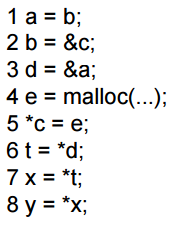 1 a = b;
2 b = &c;
3 d = &a;
4 e = malloc(...);
5 *c = e;
6 t = *d;
7 x = *t;
8 y = *x;